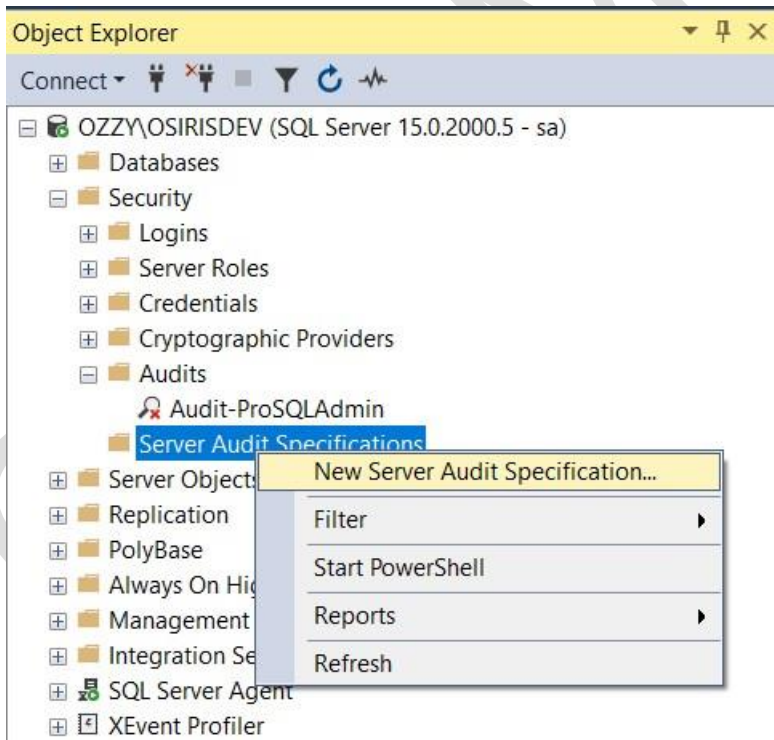 Object Explorer
Connect
OZZY\OSIRISDEV (SQL Server 15.0.2000.5 - sa)
Databases
Security
Logins
Server Roles
Credentials
Cryptographic Providers
Audits
Audit-ProSQLAdmin
Server Audit Specifications
New Server Audit Specification...
Server Objects
Filter
Replication
Start PowerShell
PolyBase
Always On Hig
Reports
Management
Integration Se
Refresh
SQL Server Agent
XEvent Profiler